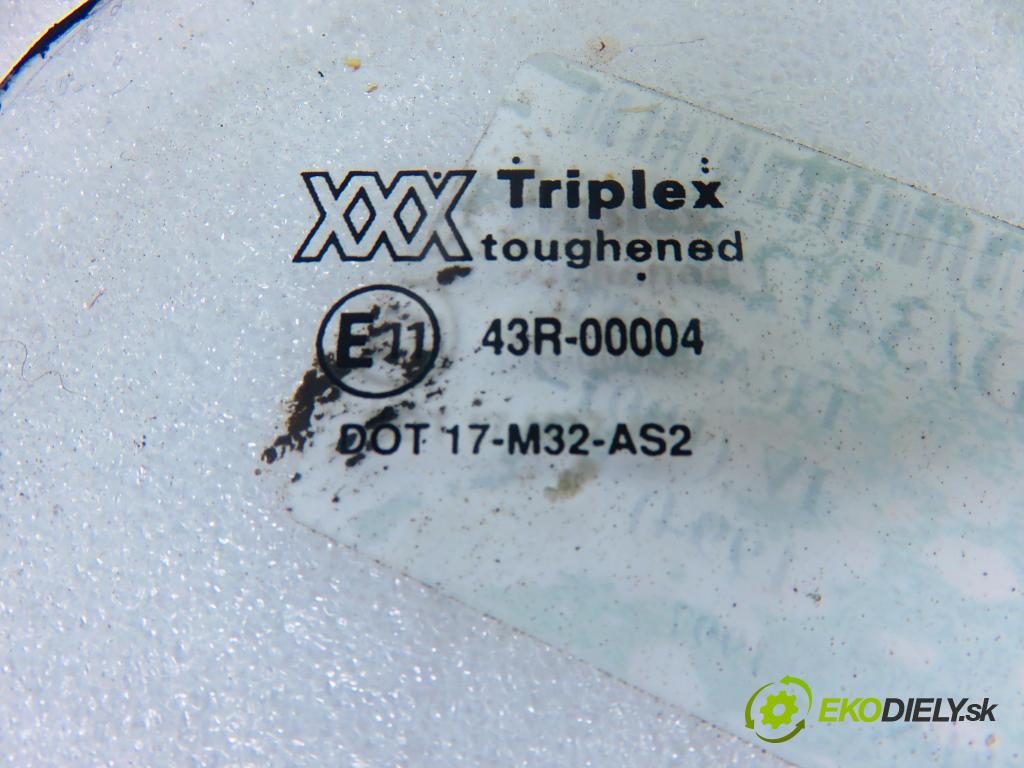 XXX Triplex
toughened
E11 43R-00004
DOT 17-M32-AS2
EKODIELY.sk